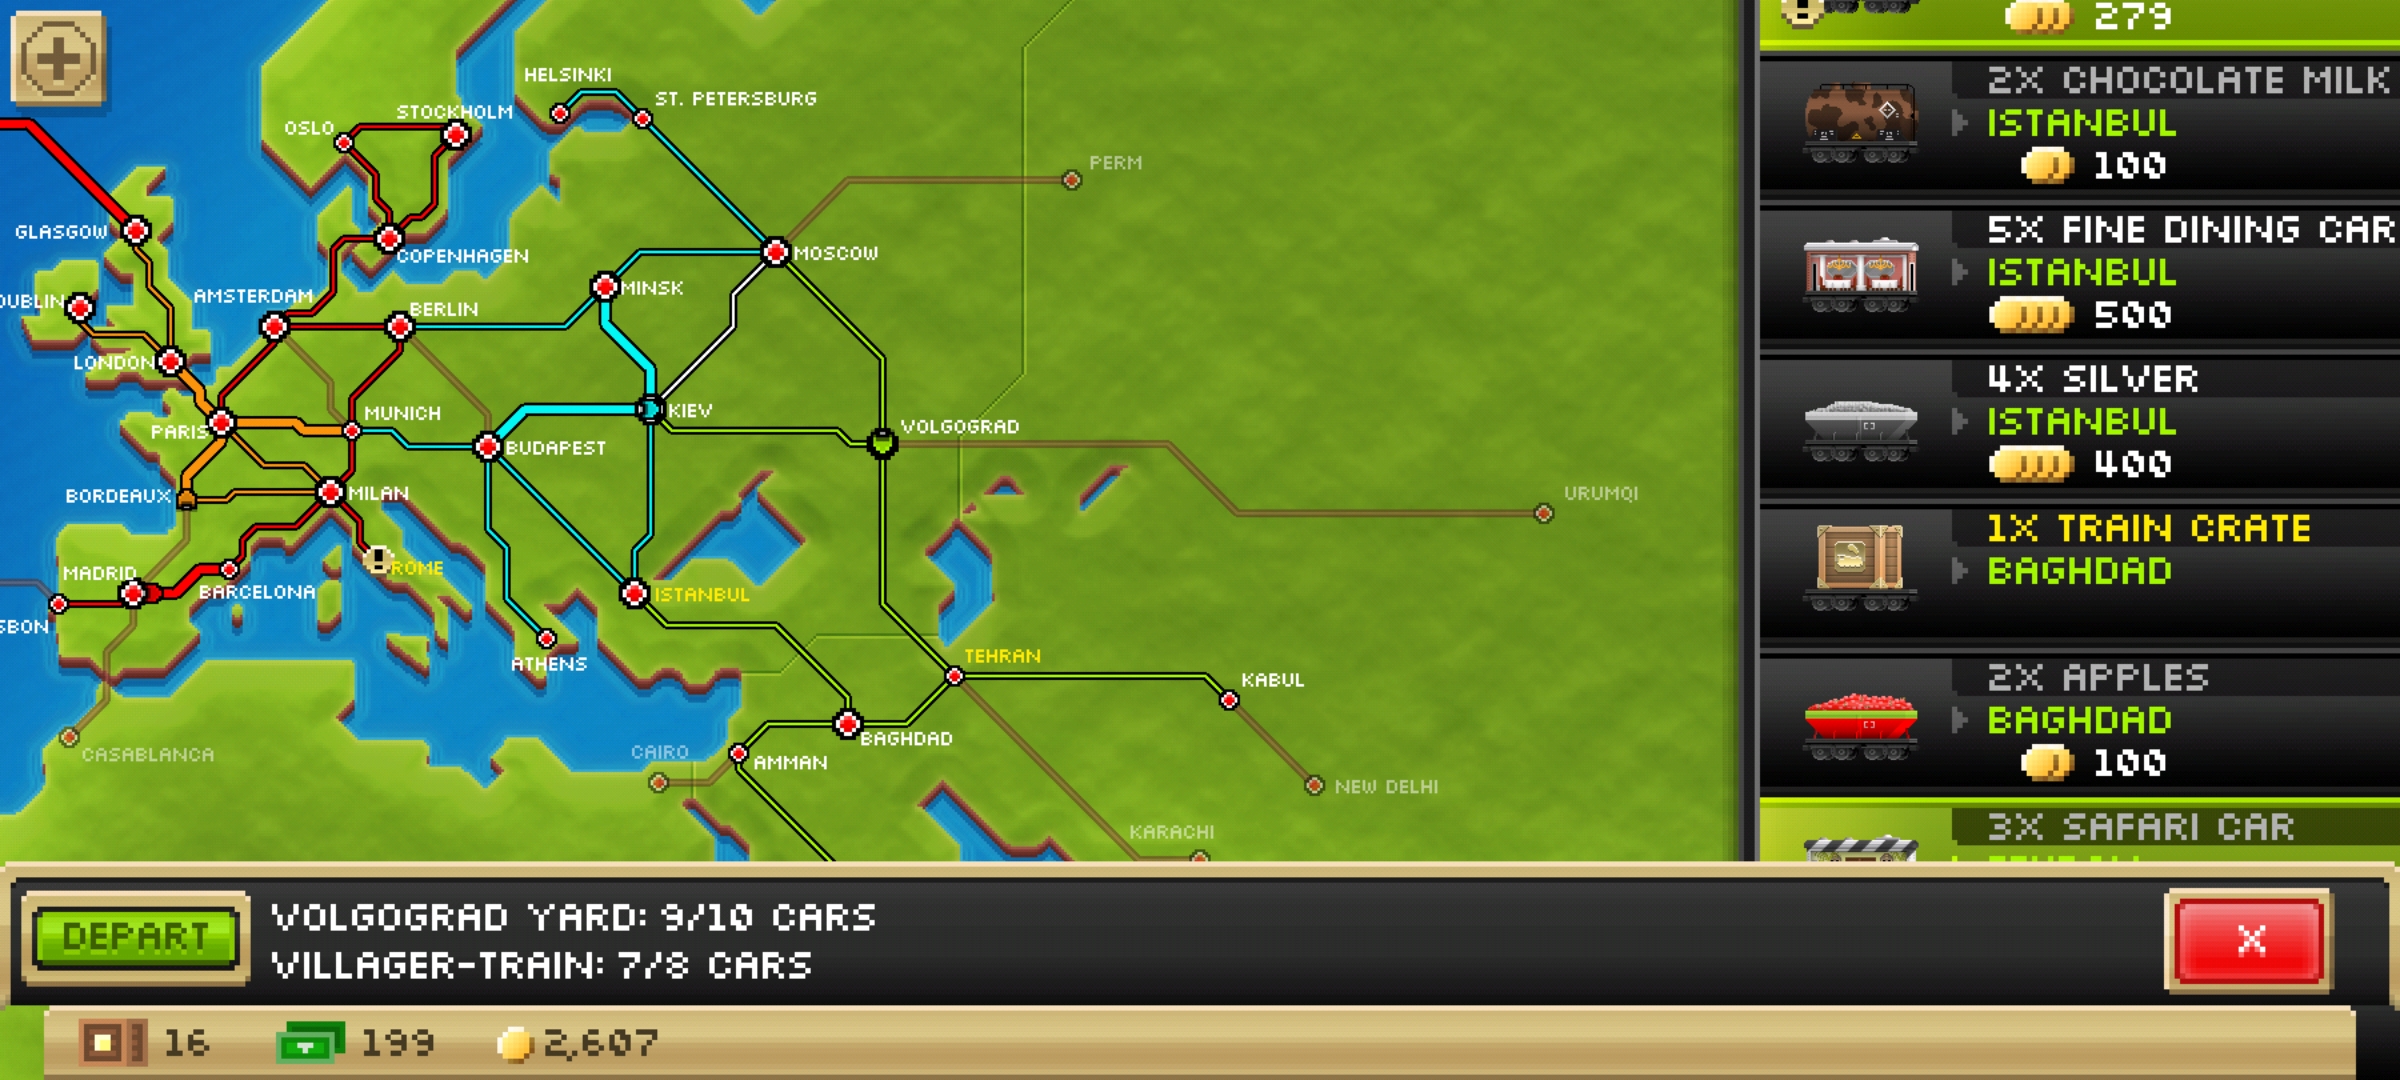 279
HELSINKI
ST. PETERSBURG
STOCKHOLM
OSLO
PERM
GLASGOW
COPENHAGEN
MOSCOW
MINSK
DUBLIN
AMSTERDAM
BERLIN
LONDON
PARIS
MUNICH
KIEV
BUDAPEST
VOLGOGRAD
BORDEAUX
MILAN
URUMQI
MADRID
ROME
BARCELONA
ISTANBUL
SBON
ATHENS
TEHRAN
KABUL
CASABLANCA
CAIRO
AMMAN
BAGHDAD
NEW DELHI
KARACHI
2X CHOCOLATE MILK
ISTANBUL
100
5X FINE DINING CAR
ISTANBUL
500
4X SILVER
ISTANBUL
400
1X TRAIN CRATE
BAGHDAD
2X APPLES
BAGHDAD
100
3X SAFARI CAR
DEPART
VOLGOGRAD YARD: 9/10 CARS
VILLAGER-TRAIN: 7/8 CARS
X
16
199
2,607